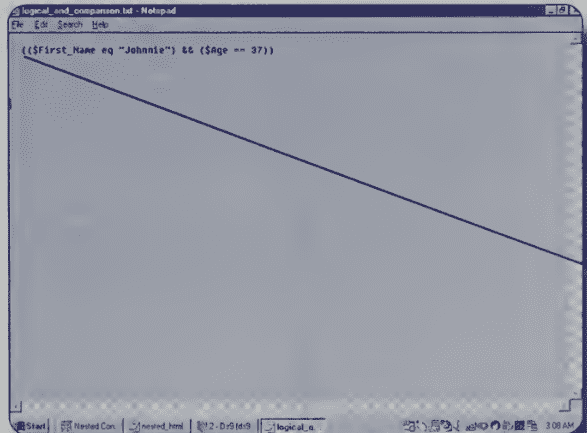 logical_and_comparison.txt - Notepad
File Edit Search Help
(($First_Name eq "Johnnie") && ($Age == 37))
Start Nested Con. nested_html logical_a. 3:08 AM